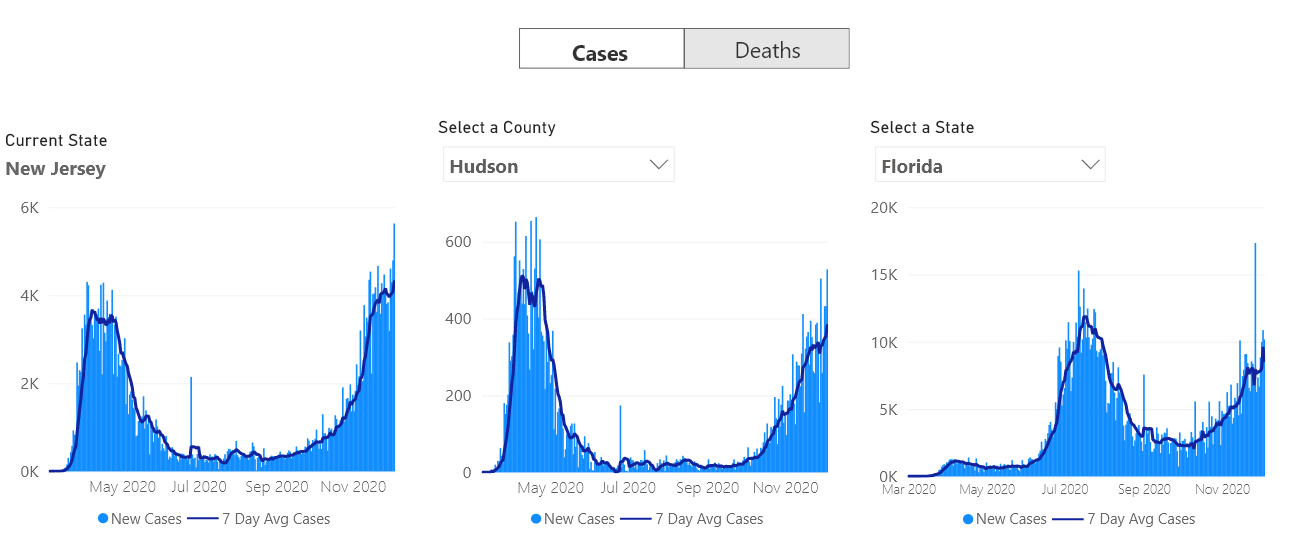 Cases
Deaths
Current State
New Jersey
6K
4K
2K
0K
May 2020 Jul 2020 Sep 2020 Nov 2020
New Cases 7 Day Avg Cases
Select a County
Hudson
600
400
200
0
May 2020 Jul 2020 Sep 2020 Nov 2020
New Cases 7 Day Avg Cases
Select a State
Florida
20K
15K
10K
5K
0K
Mar 2020 May 2020 Jul 2020 Sep 2020 Nov 2020
New Cases 7 Day Avg Cases